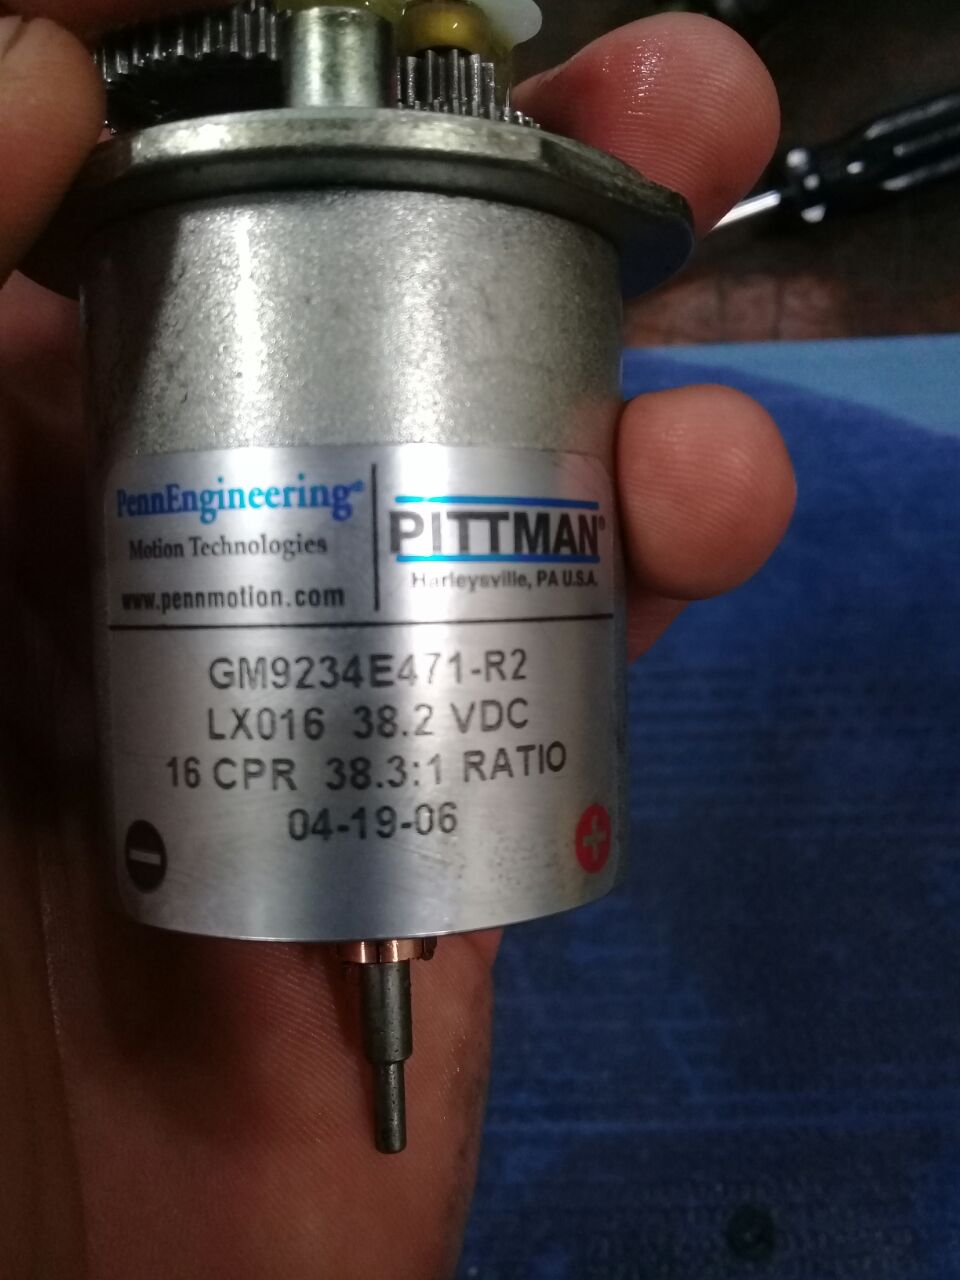 PennEngineering®
Motion Technologies
www.pennmotion.com
PITTMAN®
Harleysville, PA U.S.A.
GM9234E471-R2
LX016 38.2 VDC
16 CPR 38.3:1 RATIO
04-19-06
− +